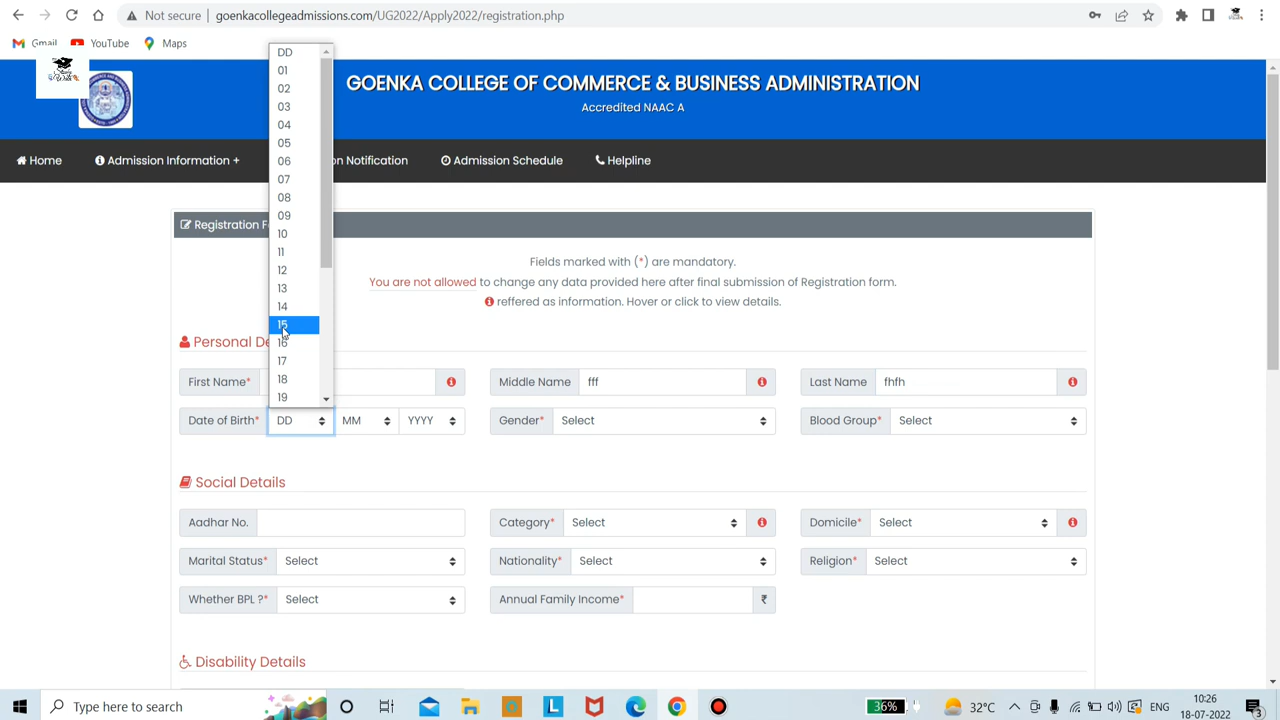 Not secure | goenkacollegeadmissions.com/UG2022/Apply2022/registration.php
Gmail YouTube Maps
GOENKA COLLEGE OF COMMERCE & BUSINESS ADMINISTRATION
Accredited NAAC A
Home Admission Information + on Notification Admission Schedule Helpline
DD
01
02
03
04
05
06
07
08
09
10
11
12
13
14
15
16
17
18
19
Registration F
Fields marked with (*) are mandatory.
You are not allowed to change any data provided here after final submission of Registration form.
reffered as information. Hover or click to view details.
Personal De
First Name* Middle Name fff Last Name fhfh
Date of Birth* DD MM YYYY Gender* Select Blood Group* Select
Social Details
Aadhar No. Category* Select Domicile* Select
Marital Status* Select Nationality* Select Religion* Select
Whether BPL ?* Select Annual Family Income* ₹
Disability Details
Type here to search 36% 32°C ENG 10:26
18-07-2022 3